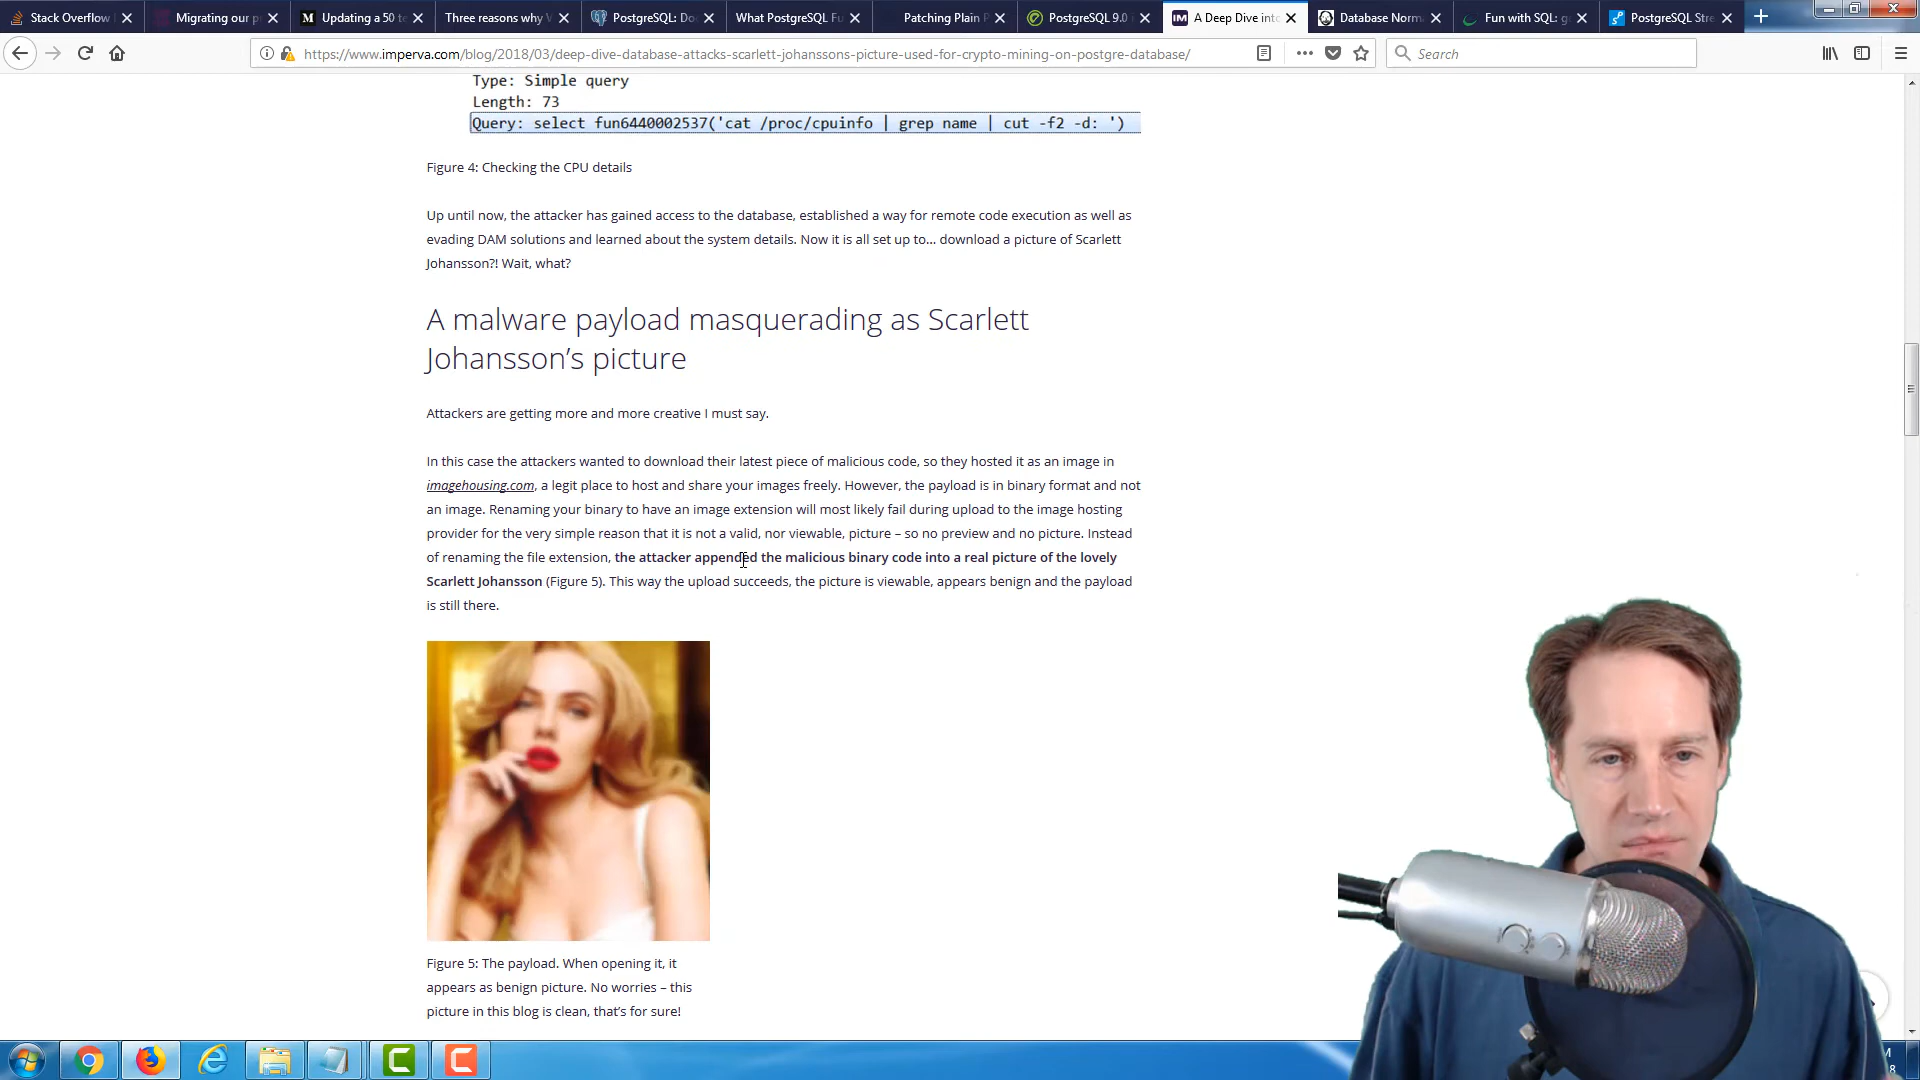 Stack Overflow
Migrating our p
Updating a 50 te
Three reasons why V
PostgreSQL: Do
What PostgreSQL Fu
Patching Plain P
PostgreSQL 9.0
A Deep Dive into
Database Norm
Fun with SQL: g
PostgreSQL Stre
https://www.imperva.com/blog/2018/03/deep-dive-database-attacks-scarlett-johanssons-picture-used-for-crypto-mining-on-postgre-database/
Search
Type: Simple query
Length: 73
Query: select fun6440002537('cat /proc/cpuinfo | grep name | cut -f2 -d: ')
Figure 4: Checking the CPU details
Up until now, the attacker has gained access to the database, established a way for remote code execution as well as
evading DAM solutions and learned about the system details. Now it is all set up to… download a picture of Scarlett
Johansson?! Wait, what?
A malware payload masquerading as Scarlett
Johansson’s picture
Attackers are getting more and more creative I must say.
In this case the attackers wanted to download their latest piece of malicious code, so they hosted it as an image in
imagehousing.com, a legit place to host and share your images freely. However, the payload is in binary format and not
an image. Renaming your binary to have an image extension will most likely fail during upload to the image hosting
provider for the very simple reason that it is not a valid, nor viewable, picture – so no preview and no picture. Instead
of renaming the file extension, the attacker appended the malicious binary code into a real picture of the lovely
Scarlett Johansson (Figure 5). This way the upload succeeds, the picture is viewable, appears benign and the payload
is still there.
Figure 5: The payload. When opening it, it
appears as benign picture. No worries – this
picture in this blog is clean, that’s for sure!